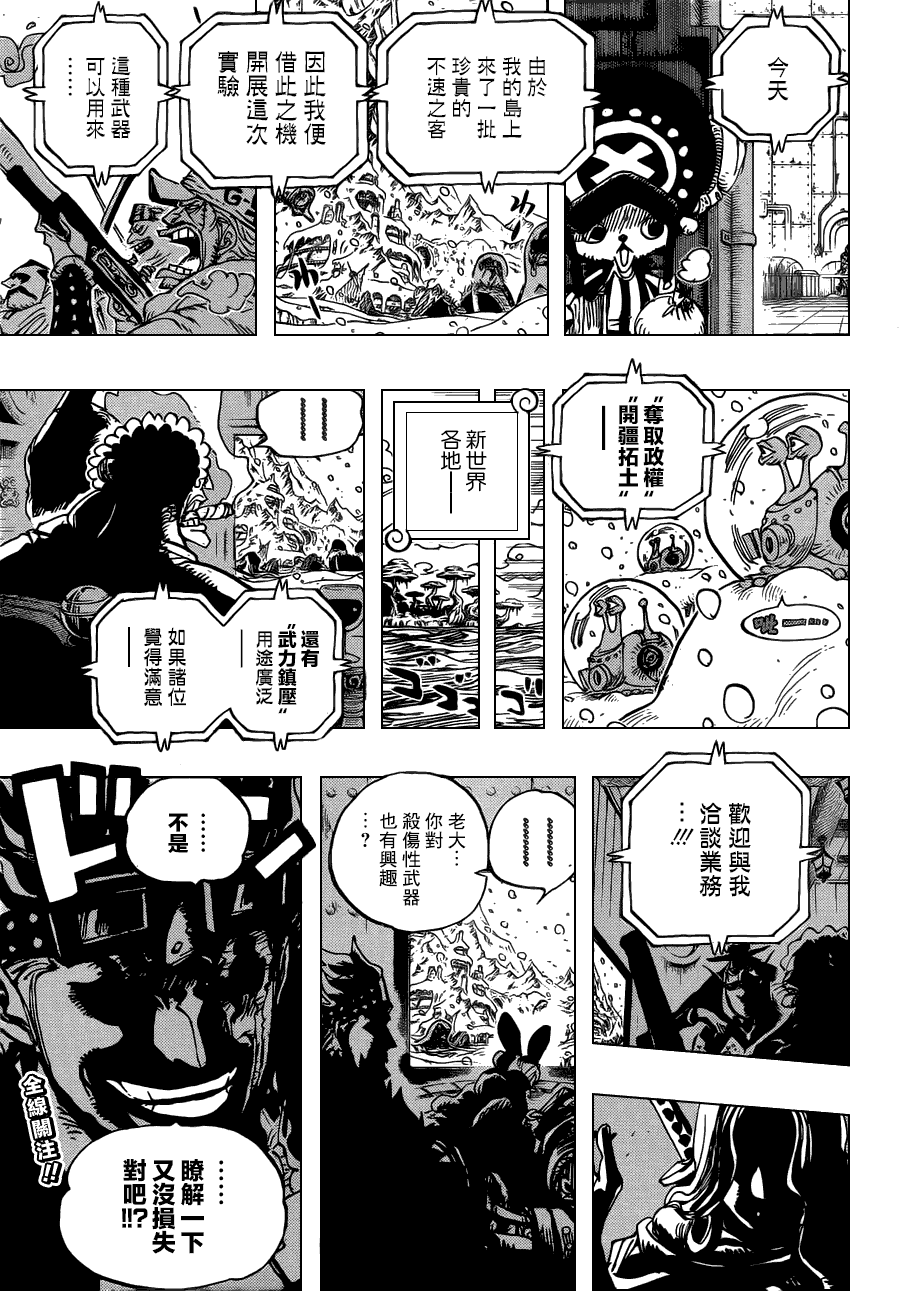 今天
由於
我的島上
來了一批
珍貴的
不速之客
因此我便
借此之機
開展這次
實驗
這種武器
可以用來
……
G
“奪取政權”
“開疆拓土”
——
新世界
各地——
……
還有
“武力鎮壓”
用途廣泛
——
如果諸位
覺得滿意
——
歡迎與我
洽談業務
…!!!
……
老大…
你對
殺傷性武器
也有興趣
…?
……
不是
ドドン
……
瞭解一下
又沒損失
對吧!!?
全線關注!!